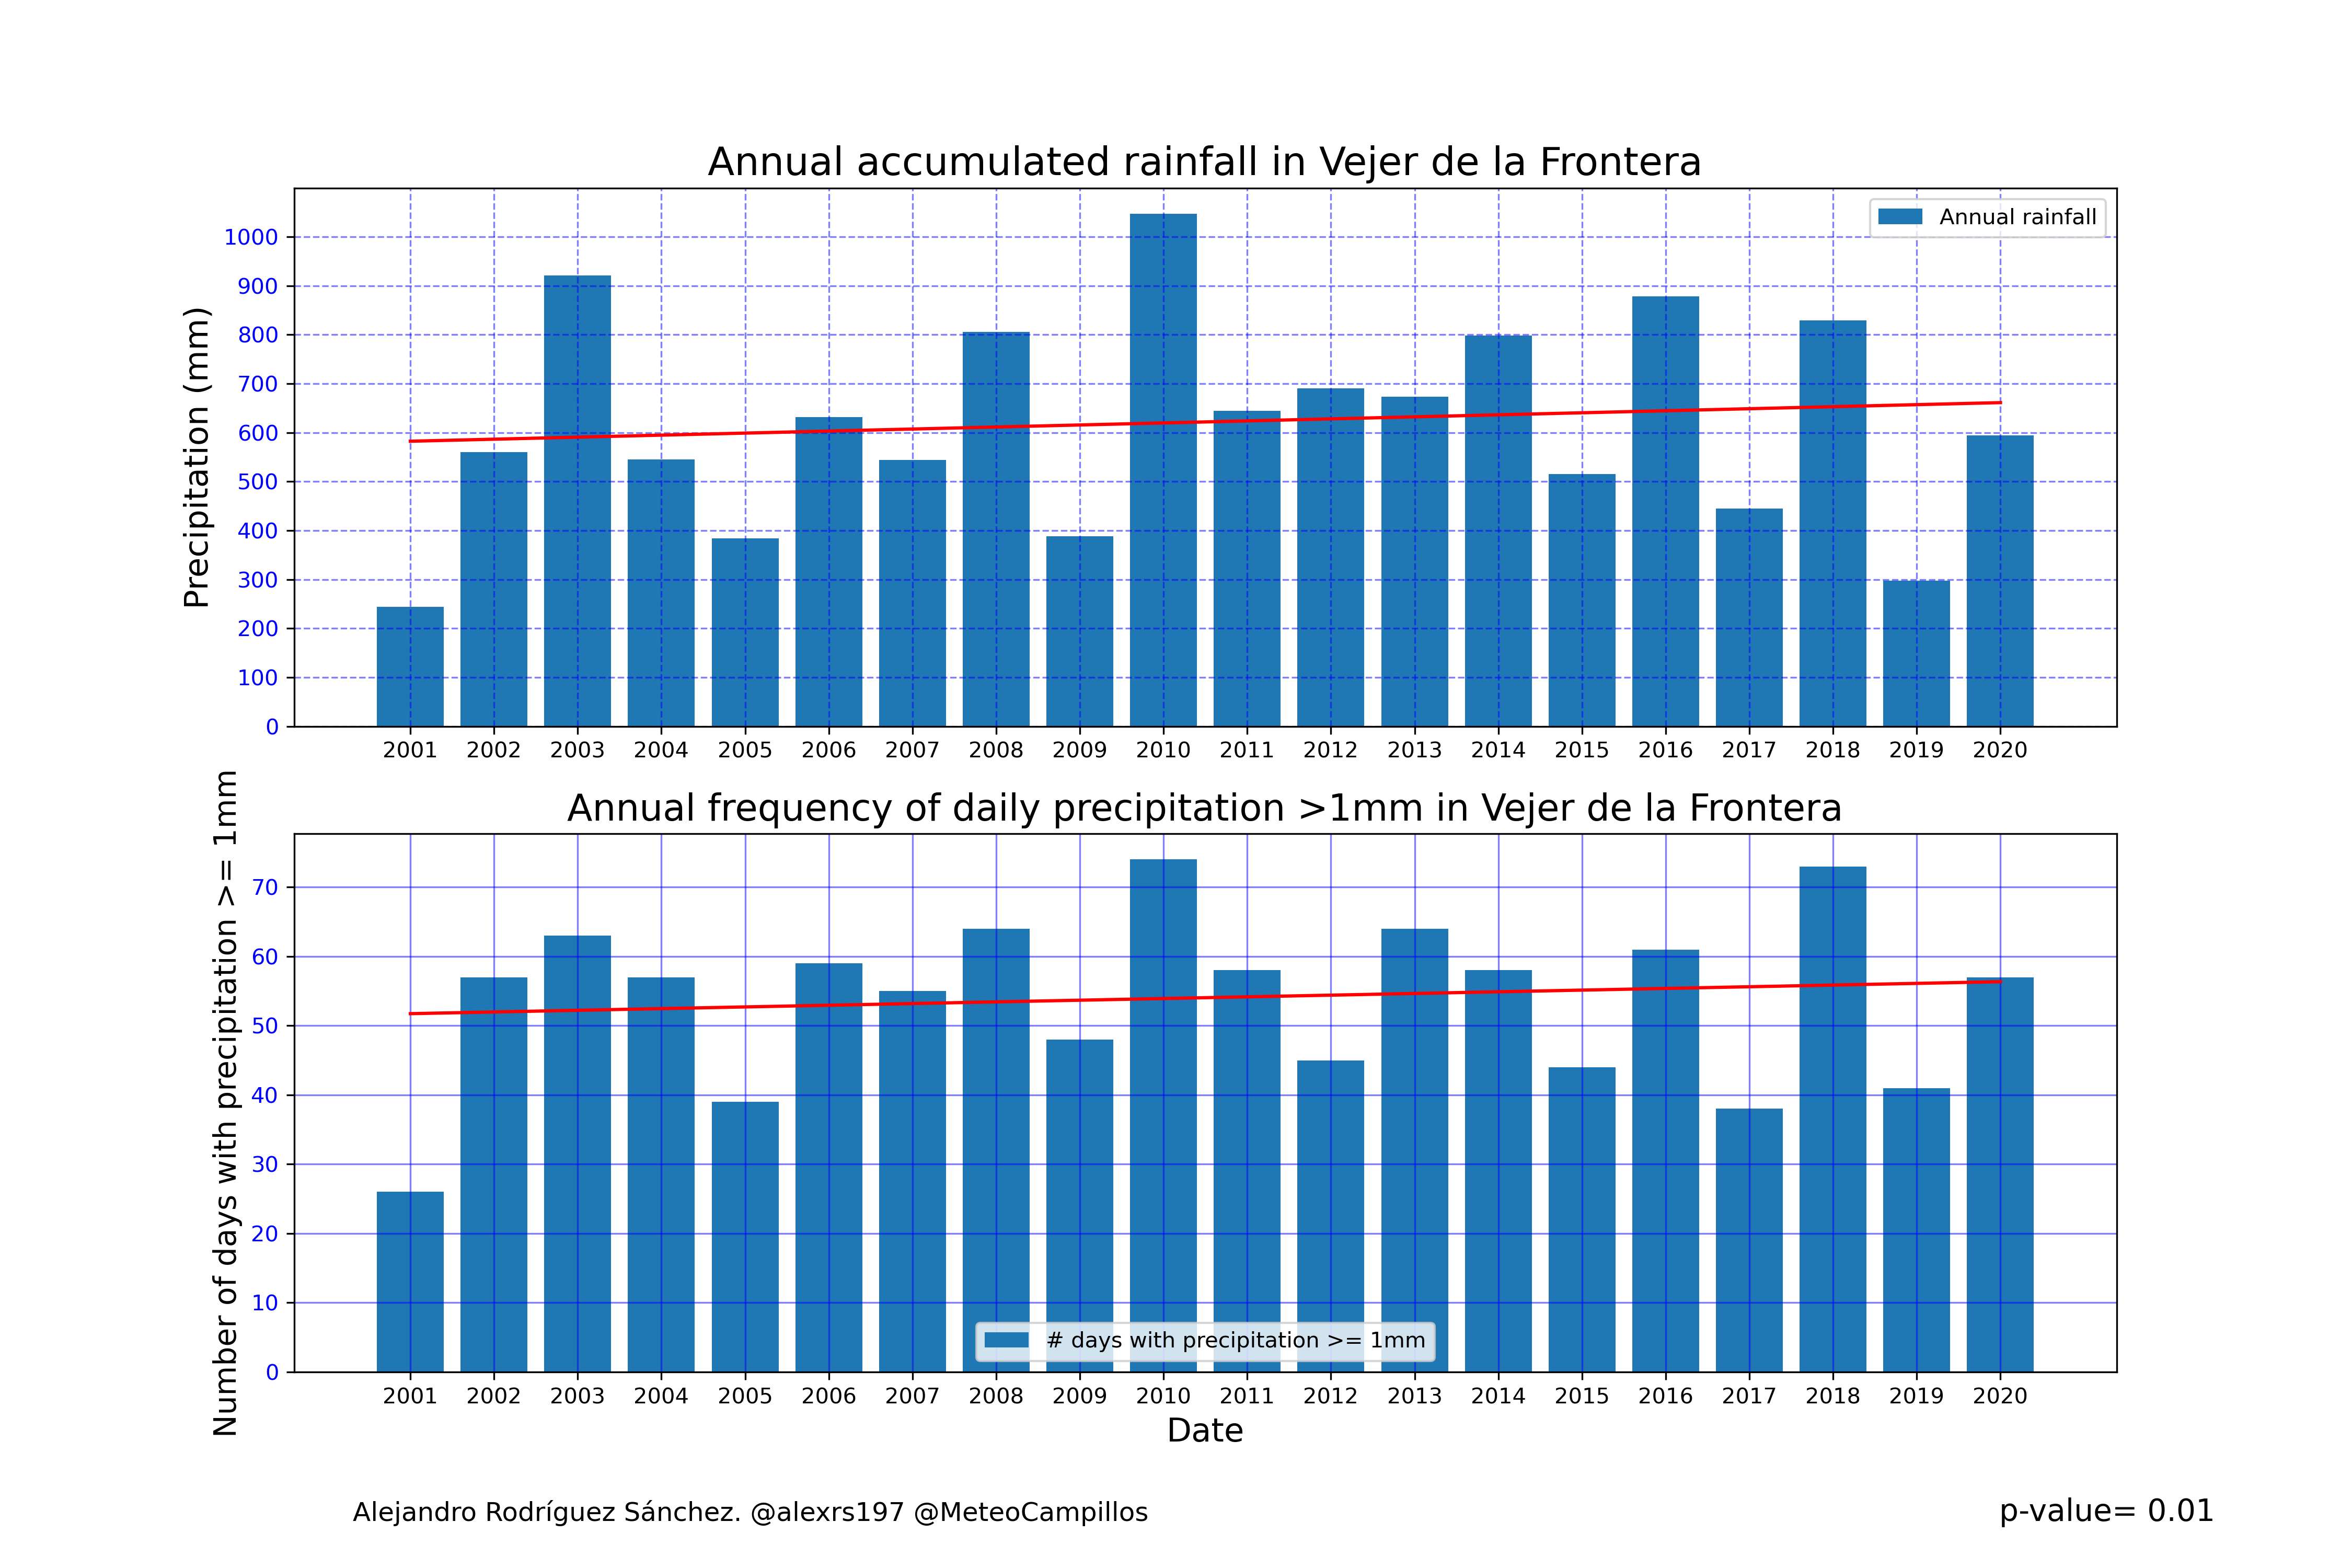 Annual accumulated rainfall in Vejer de la Frontera
Annual rainfall
Precipitation (mm)
1000
900
800
700
600
500
400
300
200
100
0
2001 2002 2003 2004 2005 2006 2007 2008 2009 2010 2011 2012 2013 2014 2015 2016 2017 2018 2019 2020
Annual frequency of daily precipitation >1mm in Vejer de la Frontera
Number of days with precipitation >= 1mm
70
60
50
40
30
20
10
0
# days with precipitation >= 1mm
2001 2002 2003 2004 2005 2006 2007 2008 2009 2010 2011 2012 2013 2014 2015 2016 2017 2018 2019 2020
Date
Alejandro Rodríguez Sánchez. @alexrs197 @MeteoCampillos
p-value= 0.01